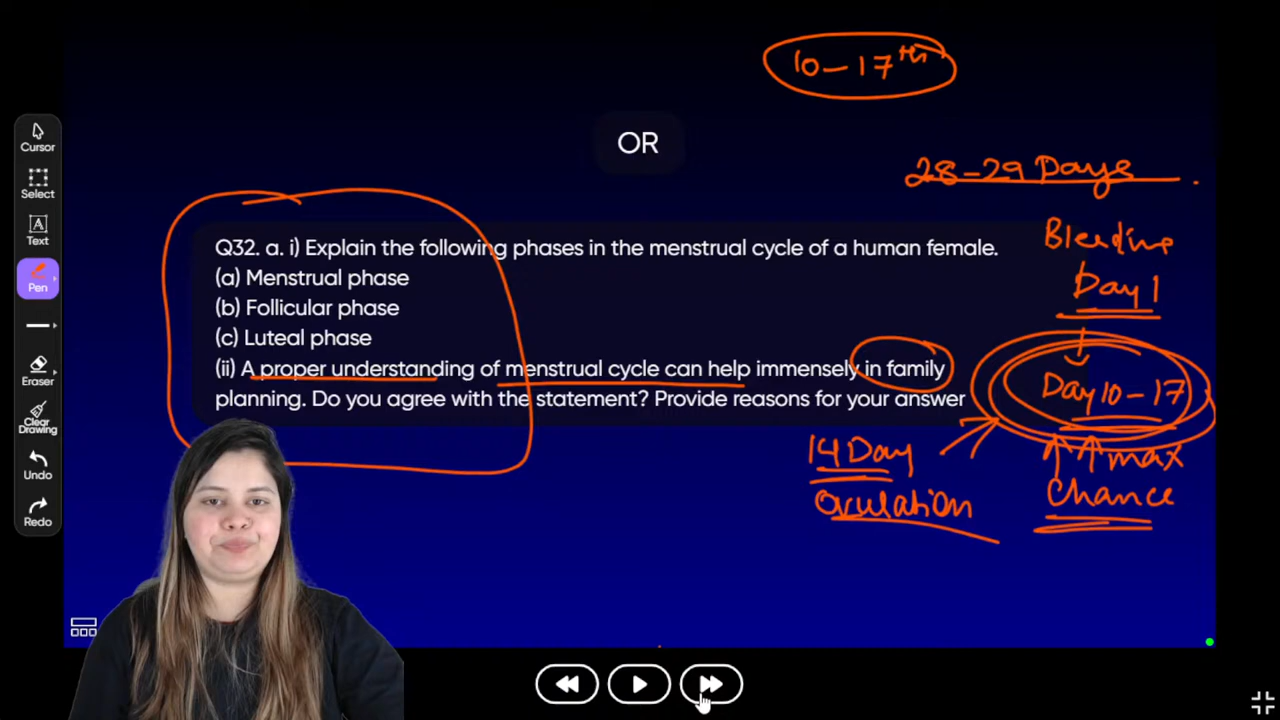 10-17th
OR
28-29 Days
Bleeding
Day 1
Q32. a. i) Explain the following phases in the menstrual cycle of a human female.
(a) Menstrual phase
(b) Follicular phase
(c) Luteal phase
(ii) A proper understanding of menstrual cycle can help immensely in family
planning. Do you agree with the statement? Provide reasons for your answer
Day 10-17
14 Day
ovulation
max
Chance
Cursor
Select
Text
Pen
Eraser
Clear
Drawing
Undo
Redo